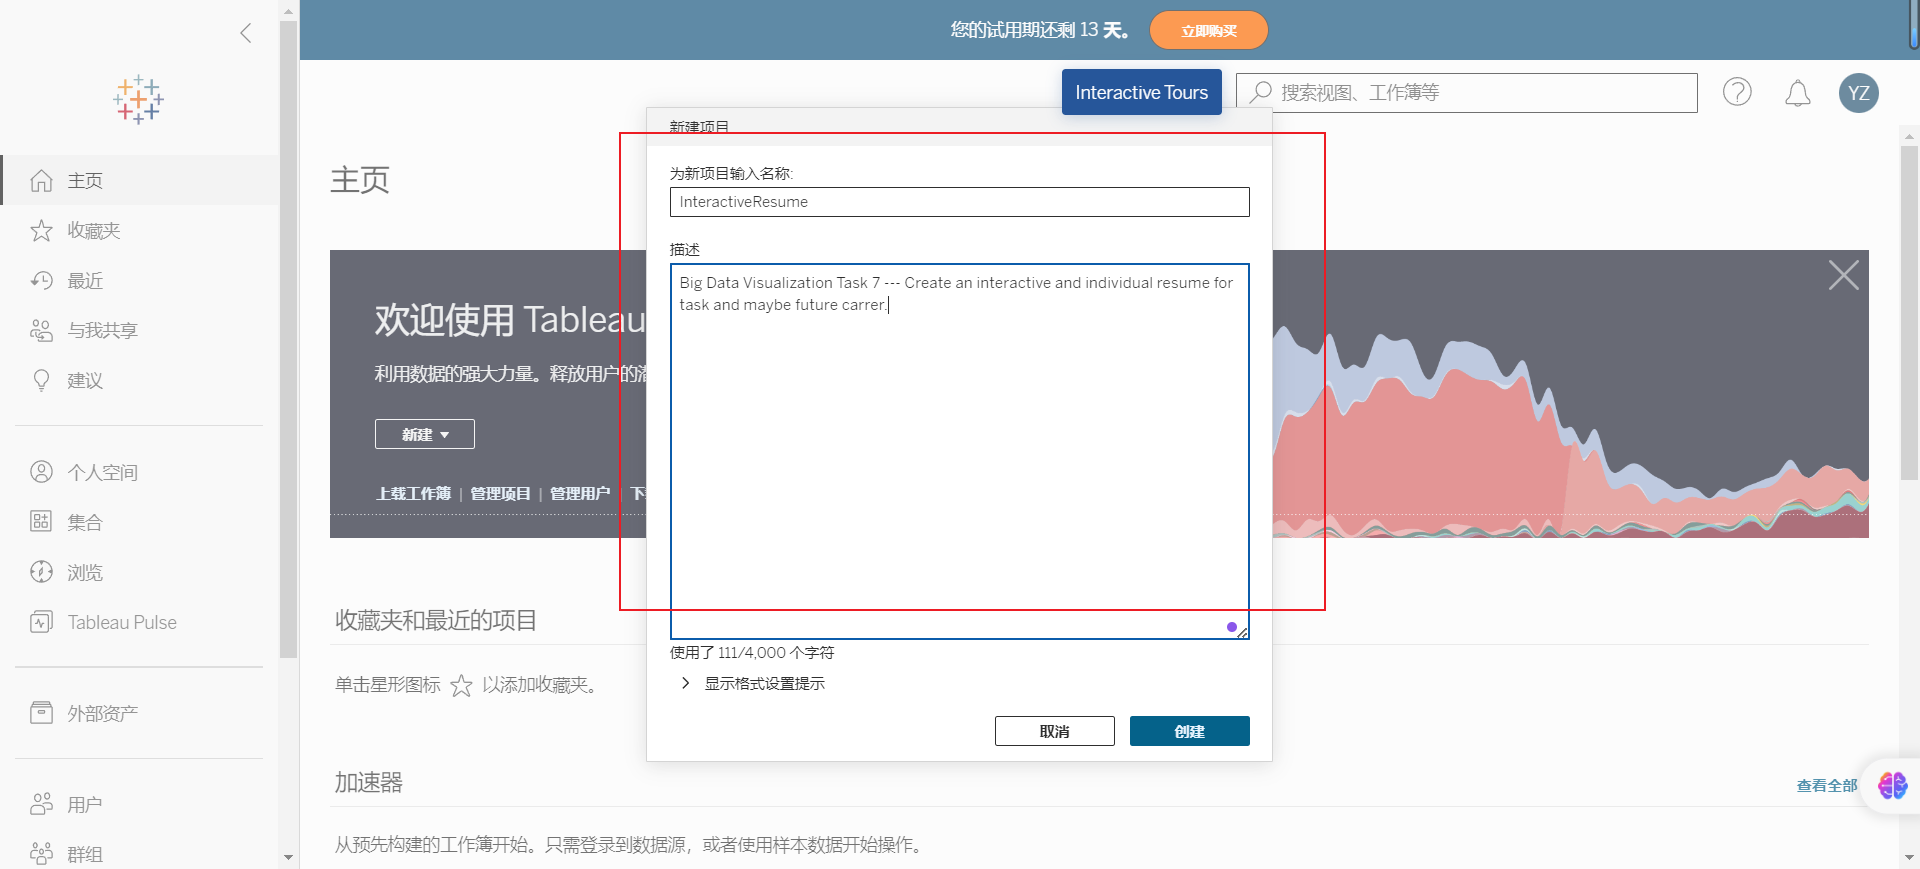 您的试用期还剩 13 天。
立即购买
Interactive Tours
搜索视图、工作簿等
YZ
主页
收藏夹
最近
与我共享
建议
个人空间
集合
浏览
Tableau Pulse
外部资产
用户
群组
主页
欢迎使用 Tableau
利用数据的强大力量。释放用户的潜
新建
上载工作簿 | 管理项目 | 管理用户 | 下
新建项目
为新项目输入名称:
InteractiveResume
描述
Big Data Visualization Task 7 --- Create an interactive and individual resume for
task and maybe future carrer.
使用了 111/4,000 个字符
显示格式设置提示
取消
创建
收藏夹和最近的项目
单击星形图标 以添加收藏夹。
加速器
查看全部
从预先构建的工作簿开始。只需登录到数据源，或者使用样本数据开始操作。